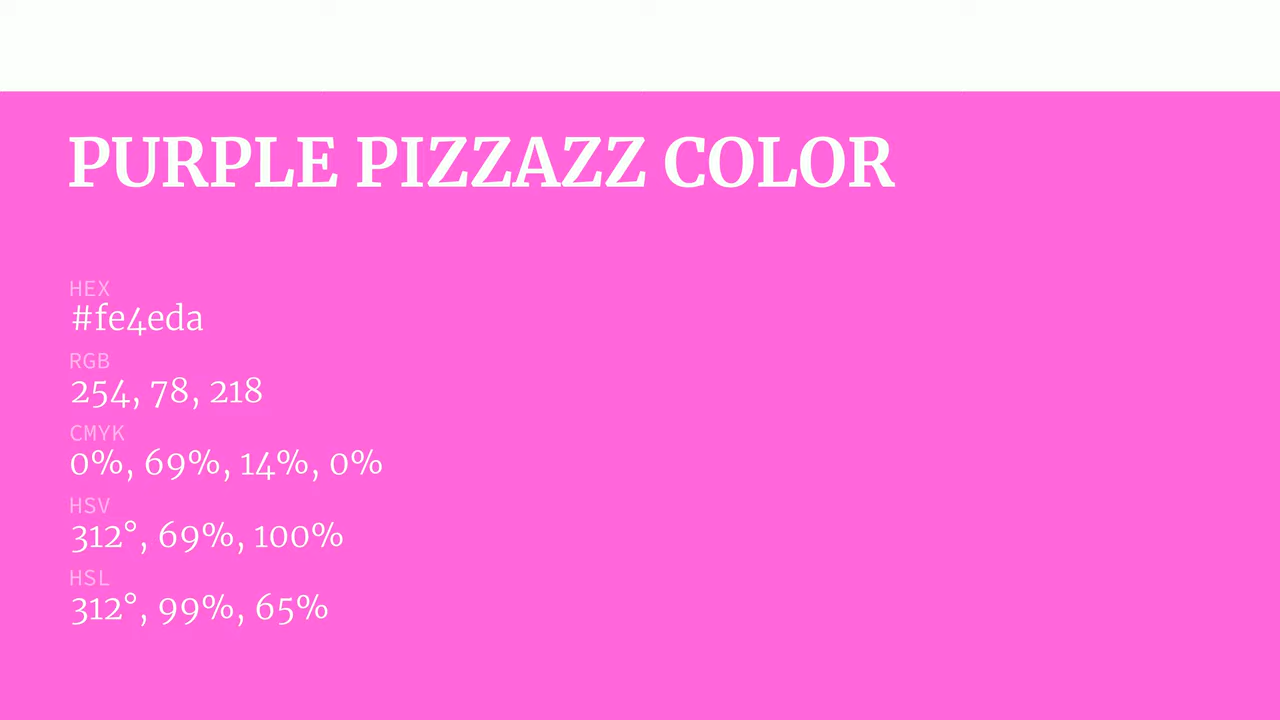 PURPLE PIZZAZZ COLOR
HEX
#fe4eda
RGB
254, 78, 218
CMYK
0%, 69%, 14%, 0%
HSV
312°, 69%, 100%
HSL
312°, 99%, 65%